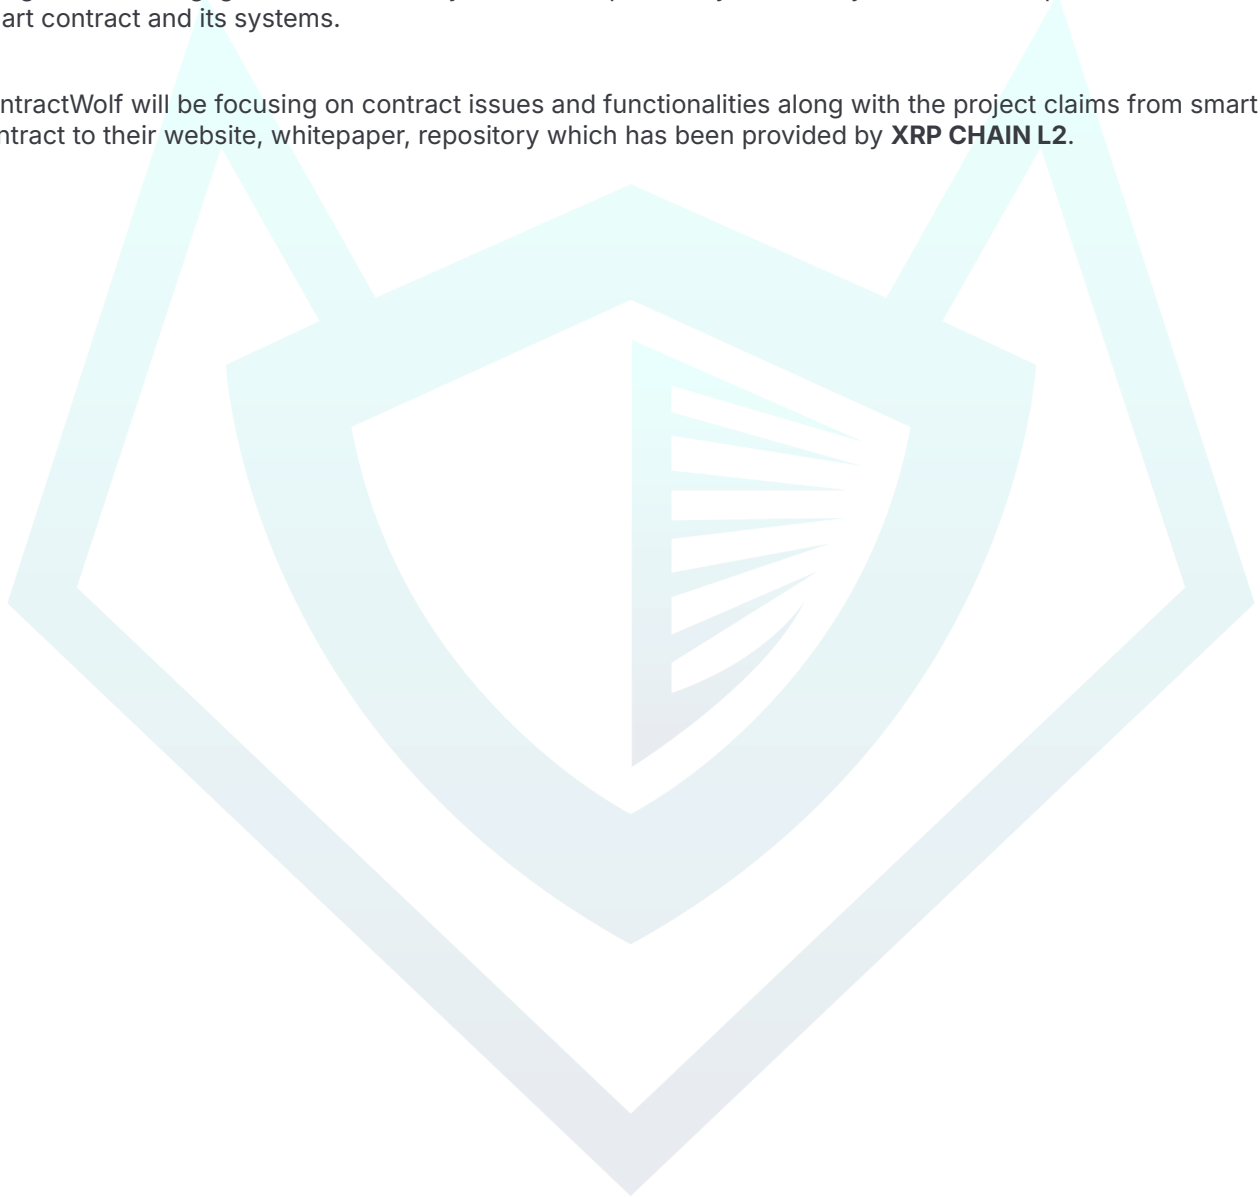 art contract and its systems.
ntractWolf will be focusing on contract issues and functionalities along with the project claims from smart
ntract to their website, whitepaper, repository which has been provided by XRP CHAIN L2.